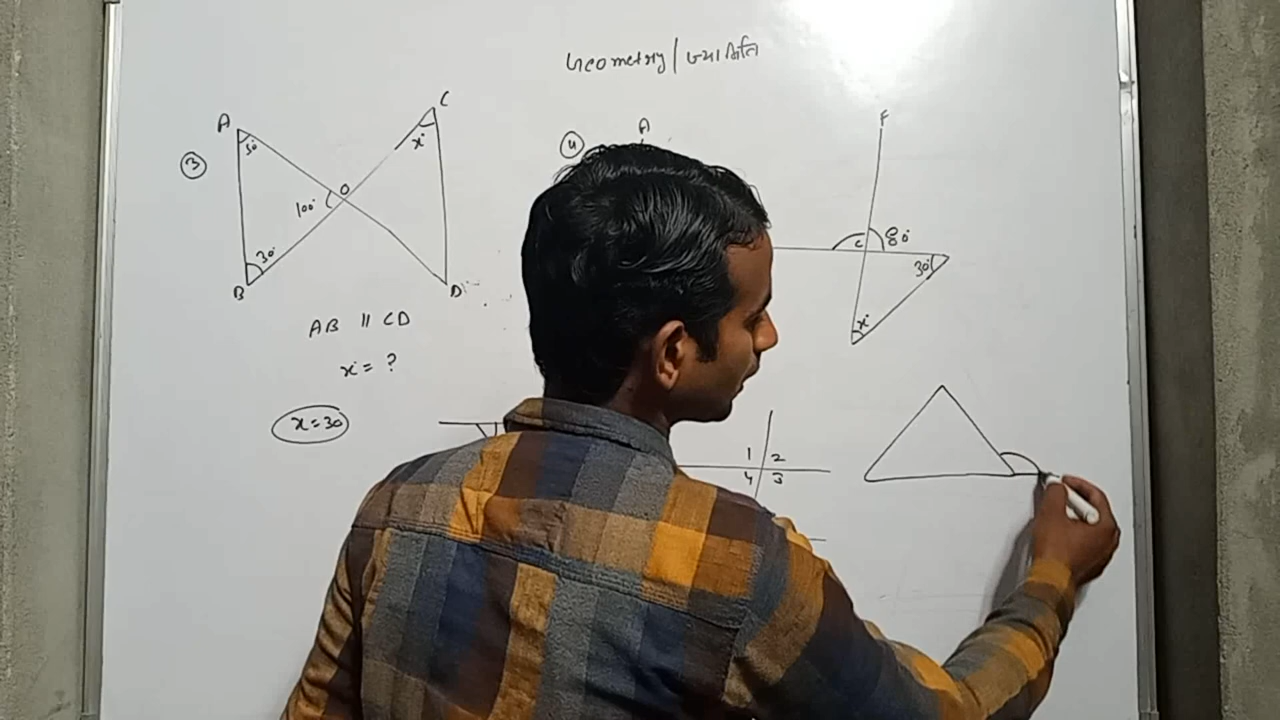 Geometry / ज्यामिति
③
A
50°
O
100°
30°
B
C
x°
D
AB || CD
x° = ?
x = 30
④
A
F
C
80°
30°
x°
1 2
4 3